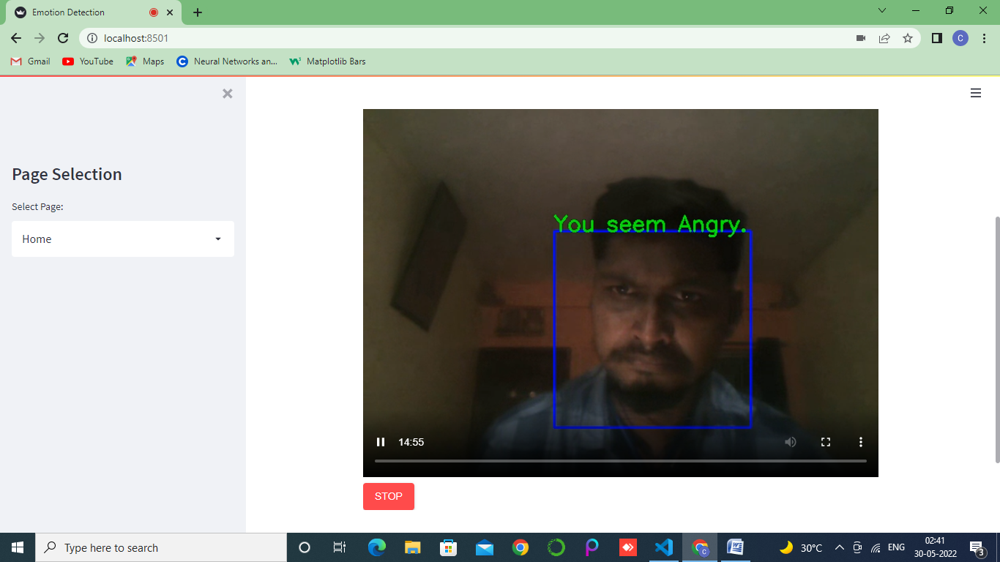 Emotion Detection
localhost:8501
C
Gmail
YouTube
Maps
Neural Networks an...
Matplotlib Bars
Page Selection
Select Page:
Home
You seem Angry.
14:55
STOP
Type here to search
C
30°C
ENG
02:41
30-05-2022
3